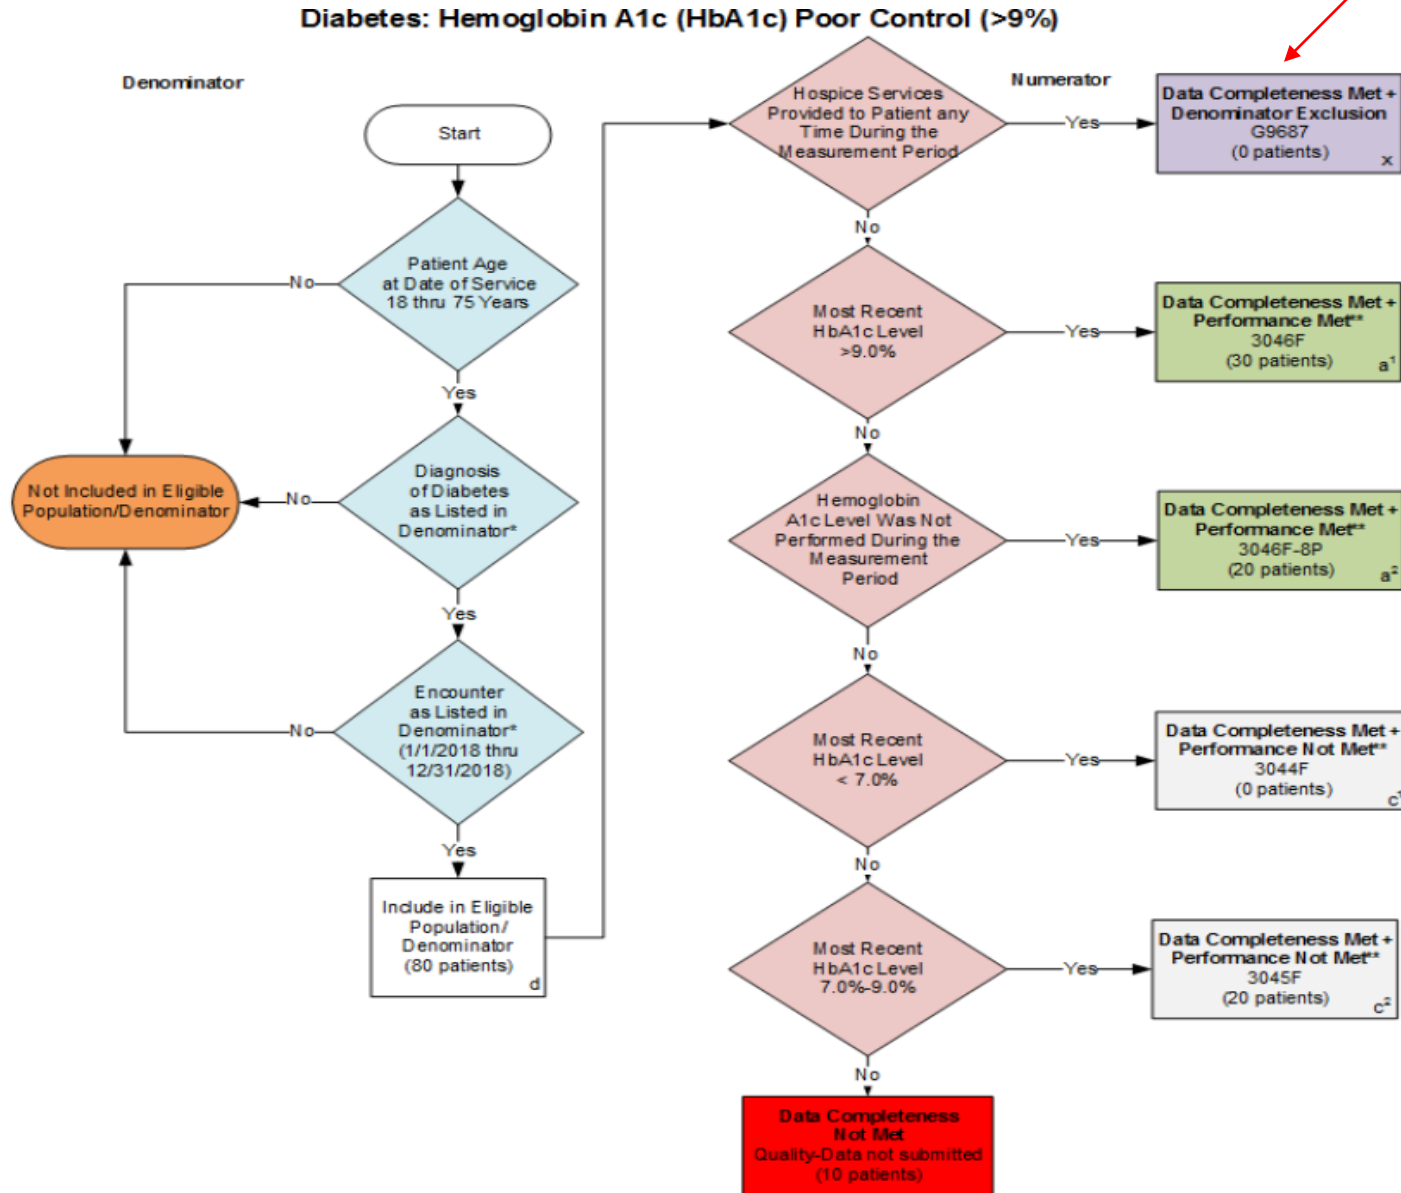 Diabetes: Hemoglobin A1c (HbA1c) Poor Control (>9%)
Denominator
Start
Patient Age
at Date of Service
18 thru 75 Years
No
Yes
Diagnosis
of Diabetes
as Listed in
Denominator*
No
Not Included in Eligible
Population/Denominator
Yes
Encounter
as Listed in
Denominator*
(1/1/2018 thru
12/31/2018)
No
Yes
Include in Eligible
Population/
Denominator
(80 patients)
d
Numerator
Hospice Services
Provided to Patient any
Time During the
Measurement Period
Yes
Data Completeness Met +
Denominator Exclusion
G9687
(0 patients)
x
No
Most Recent
HbA1c Level
>9.0%
Yes
Data Completeness Met +
Performance Met**
3046F
(30 patients)
a¹
No
Hemoglobin
A1c Level Was Not
Performed During the
Measurement
Period
Yes
Data Completeness Met +
Performance Met**
3046F-8P
(20 patients)
a²
No
Most Recent
HbA1c Level
< 7.0%
Yes
Data Completeness Met +
Performance Not Met**
3044F
(0 patients)
c¹
No
Most Recent
HbA1c Level
7.0%-9.0%
Yes
Data Completeness Met +
Performance Not Met**
3045F
(20 patients)
c²
No
Data Completeness
Not Met
Quality-Data not submitted
(10 patients)